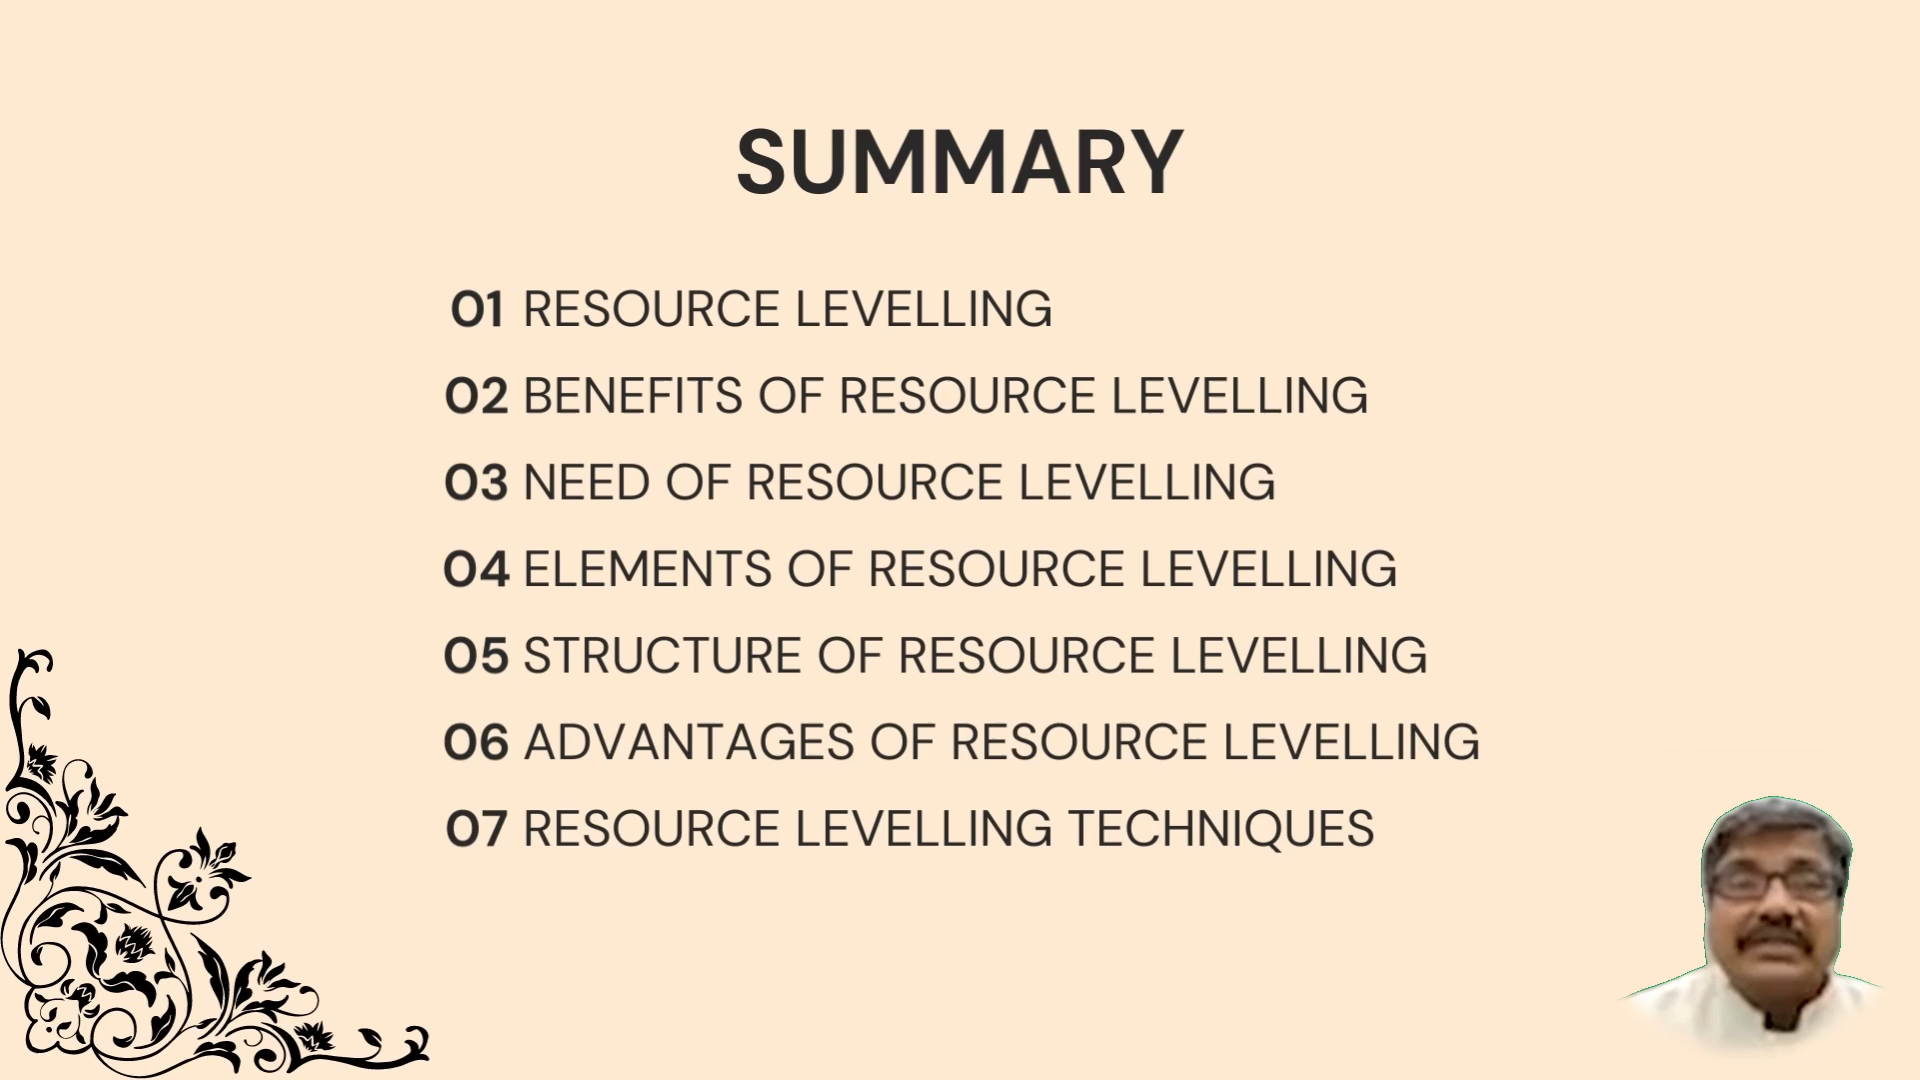 SUMMARY
01 RESOURCE LEVELLING
02 BENEFITS OF RESOURCE LEVELLING
03 NEED OF RESOURCE LEVELLING
04 ELEMENTS OF RESOURCE LEVELLING
05 STRUCTURE OF RESOURCE LEVELLING
06 ADVANTAGES OF RESOURCE LEVELLING
07 RESOURCE LEVELLING TECHNIQUES